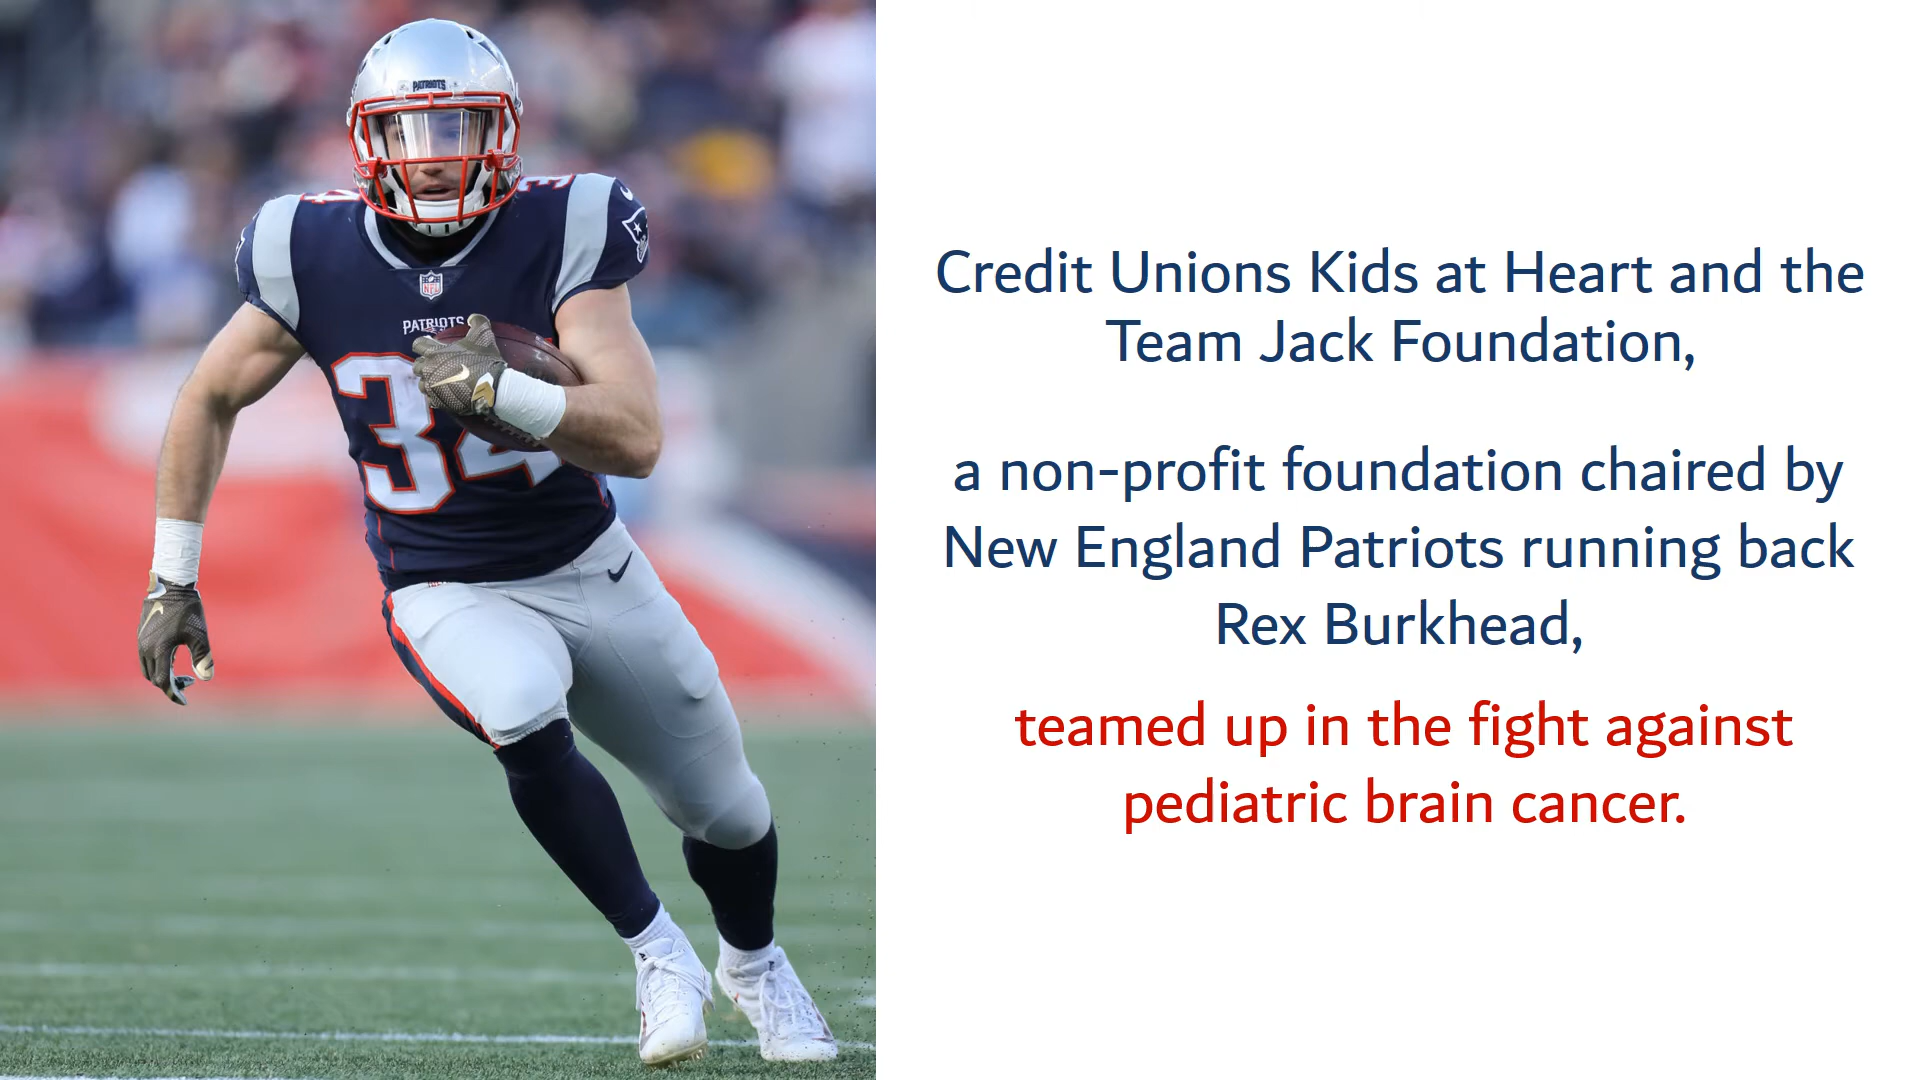 PATRIOTS
PATRIOTS
NFL
34
Credit Unions Kids at Heart and the
Team Jack Foundation,
a non-profit foundation chaired by
New England Patriots running back
Rex Burkhead,
teamed up in the fight against
pediatric brain cancer.